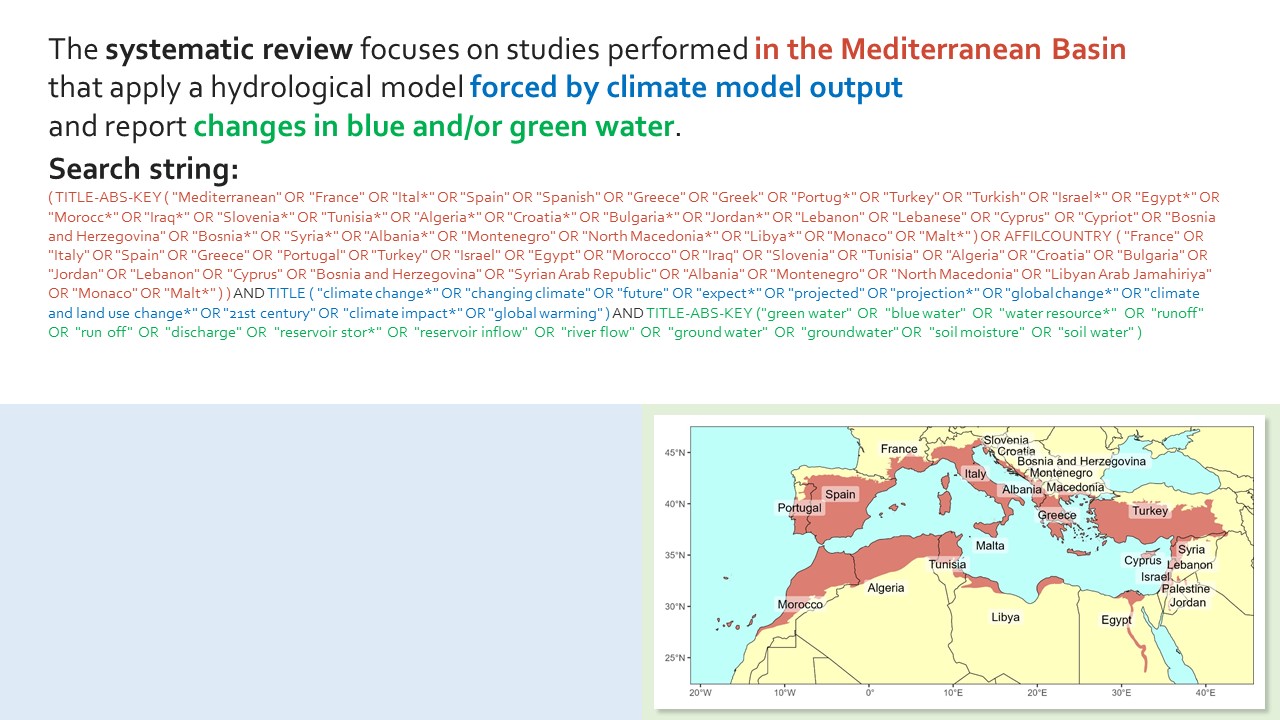 The systematic review focuses on studies performed in the Mediterranean Basin
that apply a hydrological model forced by climate model output
and report changes in blue and/or green water.
Search string:
( TITLE-ABS-KEY ( "Mediterranean" OR "France" OR "Ital*" OR "Spain" OR "Spanish" OR "Greece" OR "Greek" OR "Portug*" OR "Turkey" OR "Turkish" OR "Israel*" OR "Egypt*" OR
"Morocc*" OR "Iraq*" OR "Slovenia*" OR "Tunisia*" OR "Algeria*" OR "Croatia*" OR "Bulgaria*" OR "Jordan*" OR "Lebanon" OR "Lebanese" OR "Cyprus" OR "Cypriot" OR "Bosnia
and Herzegovina" OR "Bosnia*" OR "Syria*" OR "Albania*" OR "Montenegro" OR "North Macedonia*" OR "Libya*" OR "Monaco" OR "Malt*" ) OR AFFILCOUNTRY ( "France" OR
"Italy" OR "Spain" OR "Greece" OR "Portugal" OR "Turkey" OR "Israel" OR "Egypt" OR "Morocco" OR "Iraq" OR "Slovenia" OR "Tunisia" OR "Algeria" OR "Croatia" OR "Bulgaria" OR
"Jordan" OR "Lebanon" OR "Cyprus" OR "Bosnia and Herzegovina" OR "Syrian Arab Republic" OR "Albania" OR "Montenegro" OR "North Macedonia" OR "Libyan Arab Jamahiriya"
OR "Monaco" OR "Malt*" ) ) AND TITLE ( "climate change*" OR "changing climate" OR "future" OR "expect*" OR "projected" OR "projection*" OR "global change*" OR "climate
and land use change*" OR "21st century" OR "climate impact*" OR "global warming" ) AND TITLE-ABS-KEY ("green water" OR "blue water" OR "water resource*" OR "runoff"
OR "run off" OR "discharge" OR "reservoir stor*" OR "reservoir inflow" OR "river flow" OR "ground water" OR "groundwater" OR "soil moisture" OR "soil water" )
45°N
40°N
35°N
30°N
25°N
France
Slovenia
Croatia
Bosnia and Herzegovina
Montenegro
Italy
Albania
Macedonia
Spain
Portugal
Greece
Turkey
Malta
Tunisia
Syria
Cyprus
Lebanon
Israel
Palestine
Jordan
Algeria
Morocco
Libya
Egypt
20°W
10°W
0°
10°E
20°E
30°E
40°E